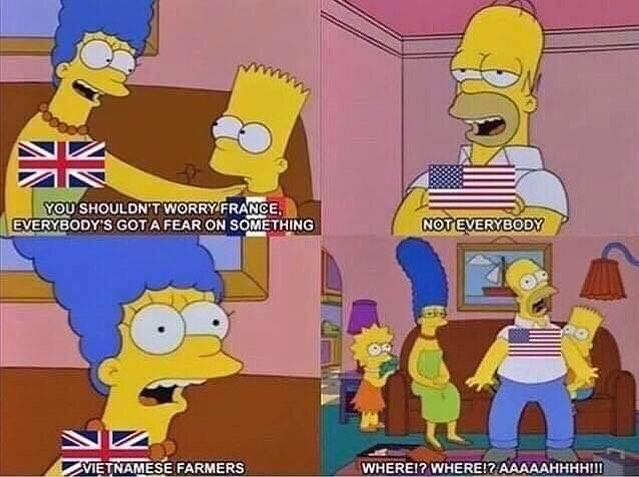 YOU SHOULDN'T WORRY FRANCE,
EVERYBODY'S GOT A FEAR ON SOMETHING
NOT EVERYBODY
VIETNAMESE FARMERS
WHERE!? WHERE!? AAAAAHHHH!!!